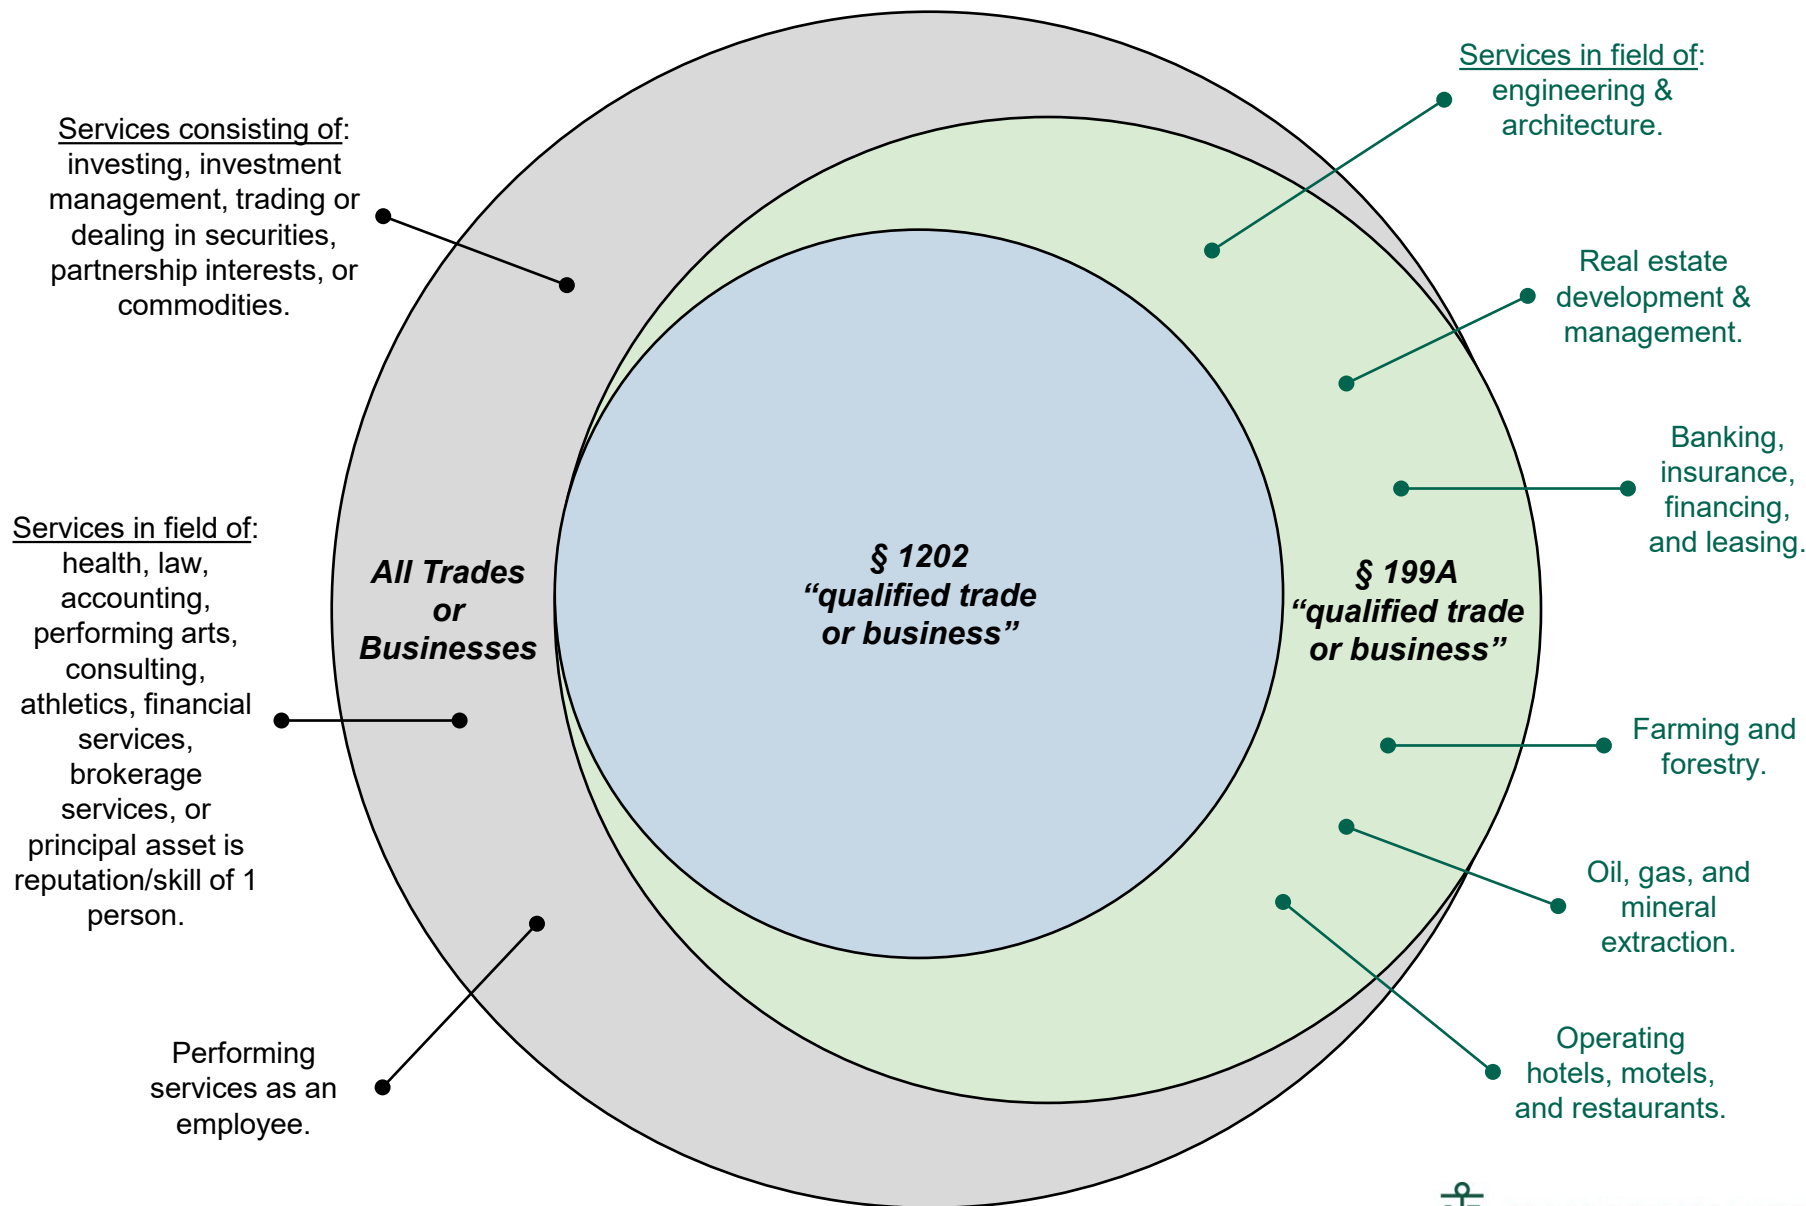 Services consisting of:
investing, investment
management, trading or
dealing in securities,
partnership interests, or
commodities.
Services in field of:
health, law,
accounting,
performing arts,
consulting,
athletics, financial
services,
brokerage
services, or
principal asset is
reputation/skill of 1
person.
Performing
services as an
employee.
All Trades
or
Businesses
§ 1202
“qualified trade
or business”
§ 199A
“qualified trade
or business”
Services in field of:
engineering &
architecture.
Real estate
development &
management.
Banking,
insurance,
financing,
and leasing.
Farming and
forestry.
Oil, gas, and
mineral
extraction.
Operating
hotels, motels,
and restaurants.